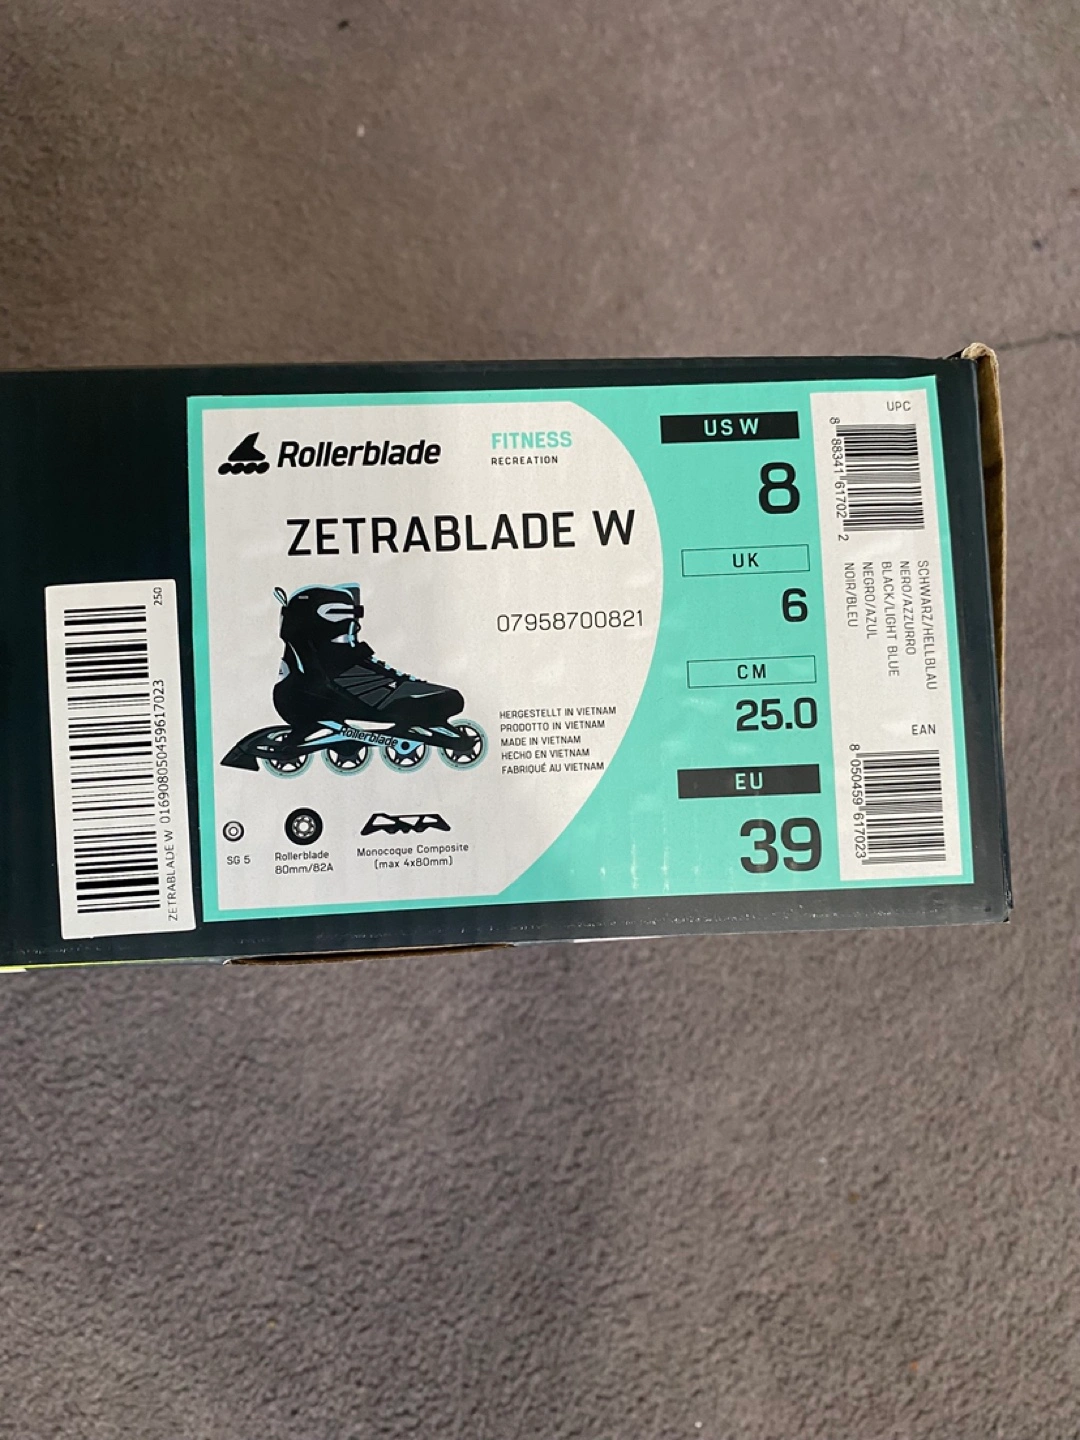 Rollerblade
FITNESS
RECREATION
ZETRABLADE W
07958700821
Rollerblade
HERGESTELLT IN VIETNAM
PRODOTTO IN VIETNAM
MADE IN VIETNAM
HECHO EN VIETNAM
FABRIQUÉ AU VIETNAM
SG 5
Rollerblade
80mm/82A
Monocoque Composite
(max 4x80mm)
US W
8
UK
6
CM
25.0
EU
39
UPC
8 88341 61702 2
SCHWARZ/HELLBLAU
NERO/AZZURRO
BLACK/LIGHT BLUE
NEGRO/AZUL
NOIR/BLEU
EAN
8 050459 617023
250
ZETRABLADE W 016908050459617023